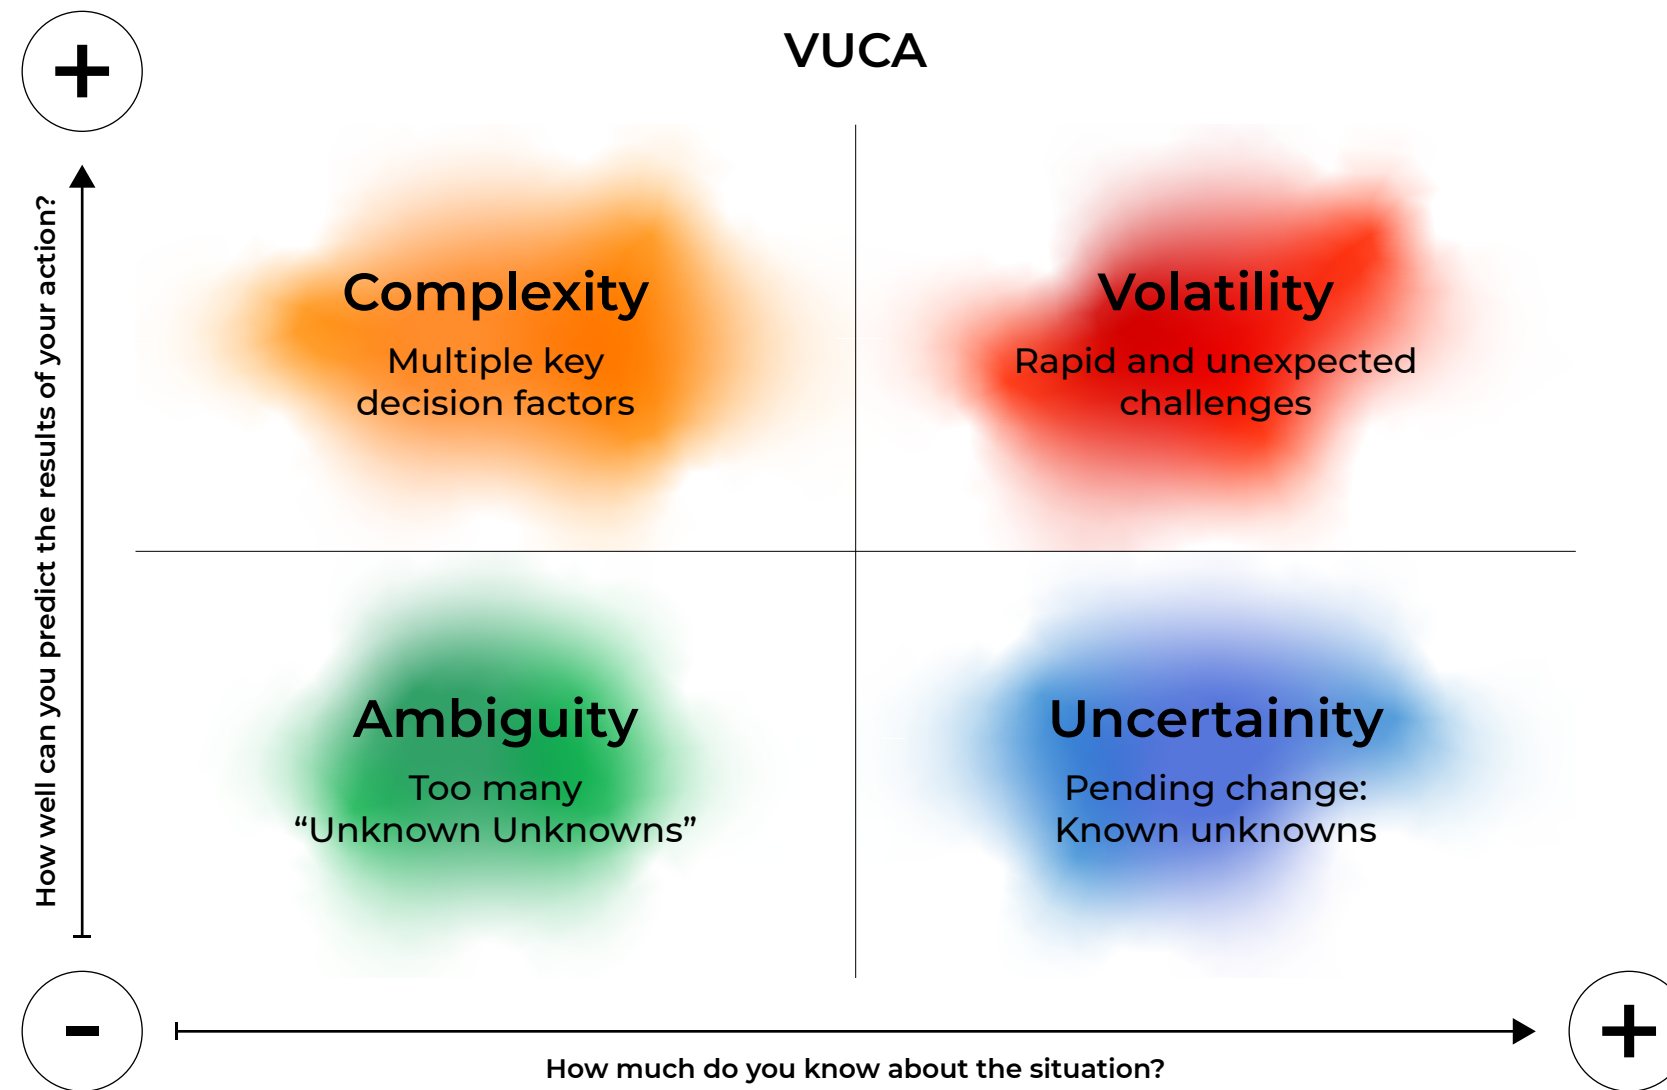 VUCA
+
How well can you predict the results of your action?
Complexity
Multiple key
decision factors
Volatility
Rapid and unexpected
challenges
Ambiguity
Too many
“Unknown Unknowns”
Uncertainity
Pending change:
Known unknowns
-
+
How much do you know about the situation?